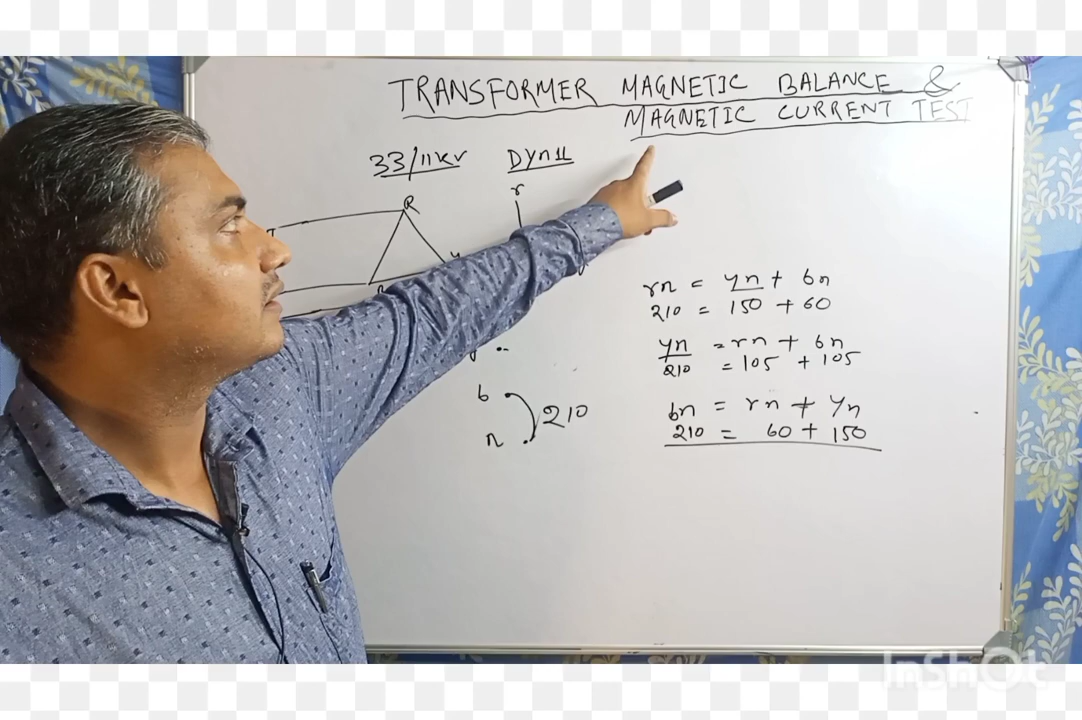 TRANSFORMER MAGNETIC BALANCE &
MAGNETIC CURRENT TEST
33/11kv DYn11
r
R
rn = yn + bn
210 = 150 + 60
yn = rn + bn
210 = 105 + 105
b
n
210
bn = rn + yn
210 = 60 + 150
InShOt